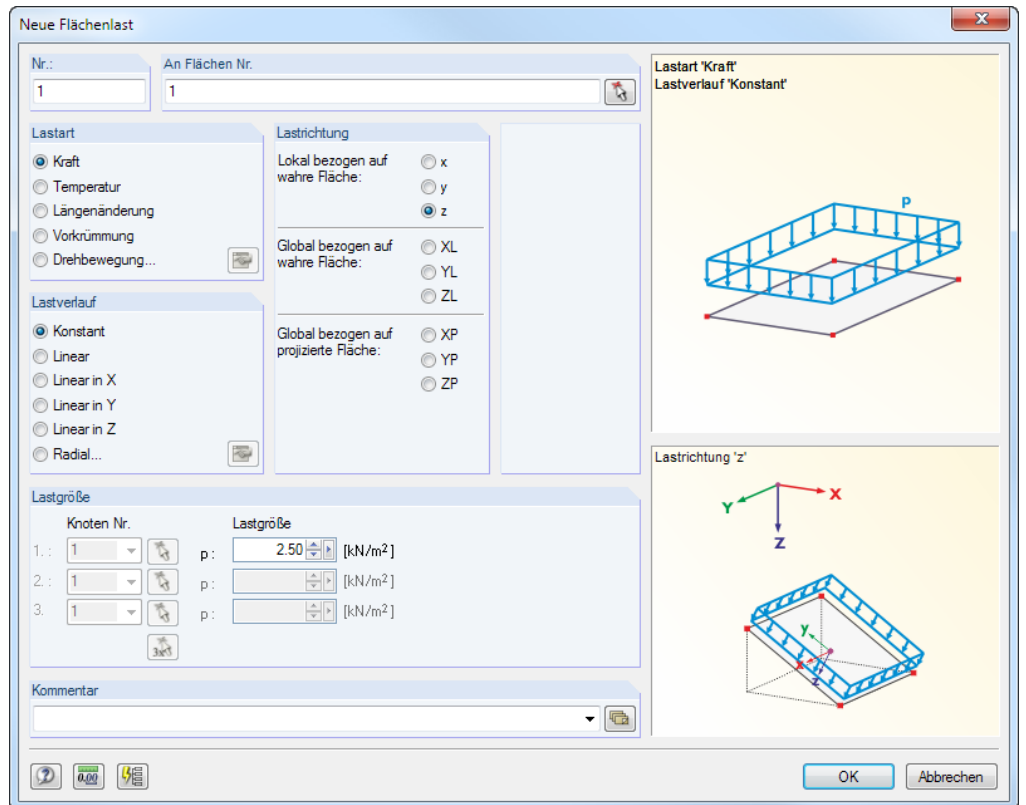 Neue Flächenlast
Nr.:
1
An Flächen Nr.
1
Lastart
Kraft
Temperatur
Längenänderung
Vorkrümmung
Drehbewegung...
Lastverlauf
Konstant
Linear
Linear in X
Linear in Y
Linear in Z
Radial...
Lastrichtung
Lokal bezogen auf
wahre Fläche:
x
y
z
Global bezogen auf
wahre Fläche:
XL
YL
ZL
Global bezogen auf
projizierte Fläche:
XP
YP
ZP
Lastgröße
Knoten Nr. Lastgröße
1. : 1 p : 2.50 [kN/m²]
2. : 1 p : [kN/m²]
3. 1 p : [kN/m²]
3x
Kommentar
Lastart 'Kraft'
Lastverlauf 'Konstant'
p
Lastrichtung 'z'
Y X
Z
y
x
z
0.00
OK Abbrechen